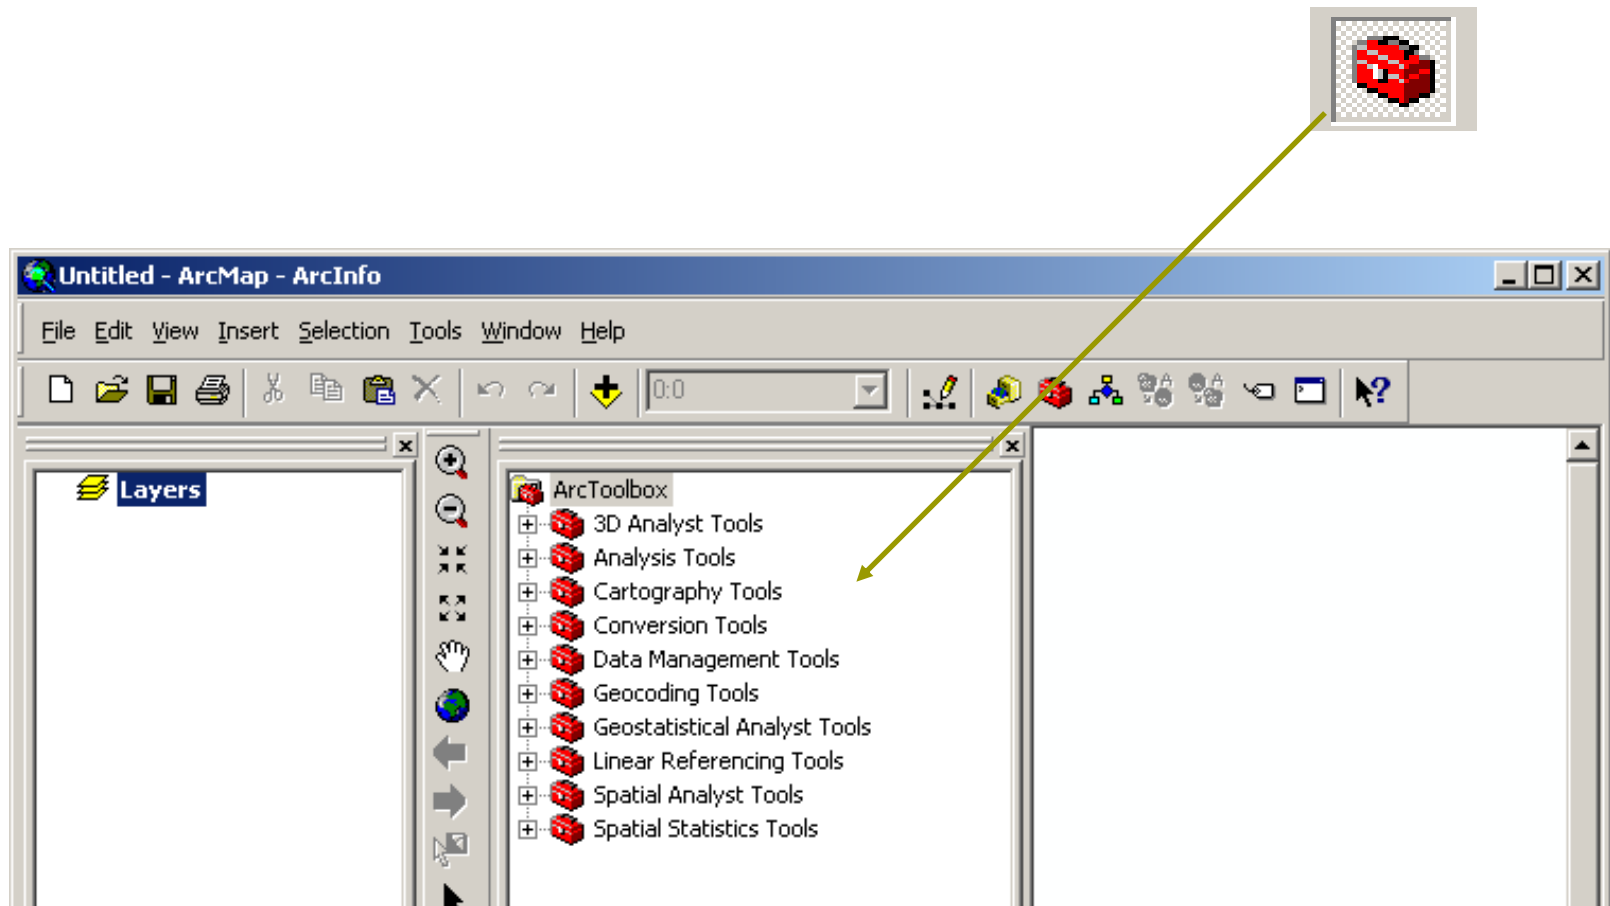 Untitled - ArcMap - ArcInfo
File Edit View Insert Selection Tools Window Help
0:0
Layers
ArcToolbox
3D Analyst Tools
Analysis Tools
Cartography Tools
Conversion Tools
Data Management Tools
Geocoding Tools
Geostatistical Analyst Tools
Linear Referencing Tools
Spatial Analyst Tools
Spatial Statistics Tools